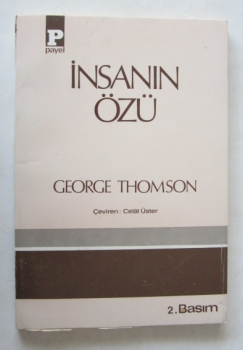 P
payel
İNSANIN
ÖZÜ
GEORGE THOMSON
Çeviren: Celâl Üster
2. Basım